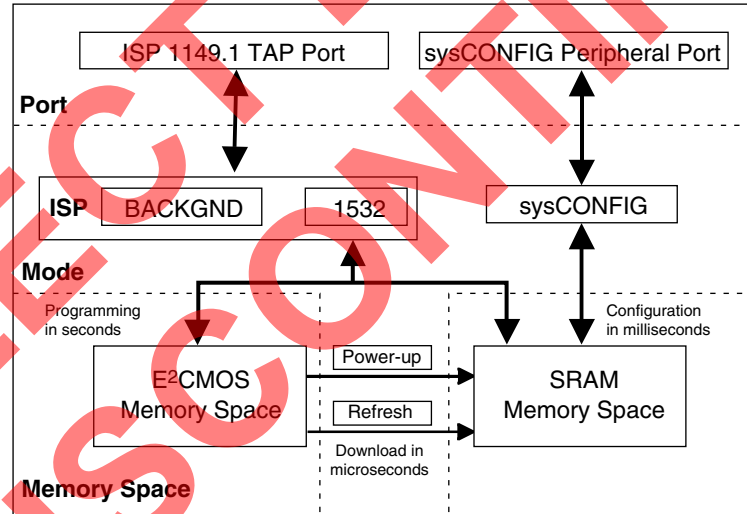 ISP 1149.1 TAP Port
sysCONFIG Peripheral Port
Port
ISP
BACKGND
1532
sysCONFIG
Mode
Programming
in seconds
Configuration
in milliseconds
Power-up
E²CMOS
Memory Space
SRAM
Memory Space
Refresh
Download in
microseconds
Memory Space